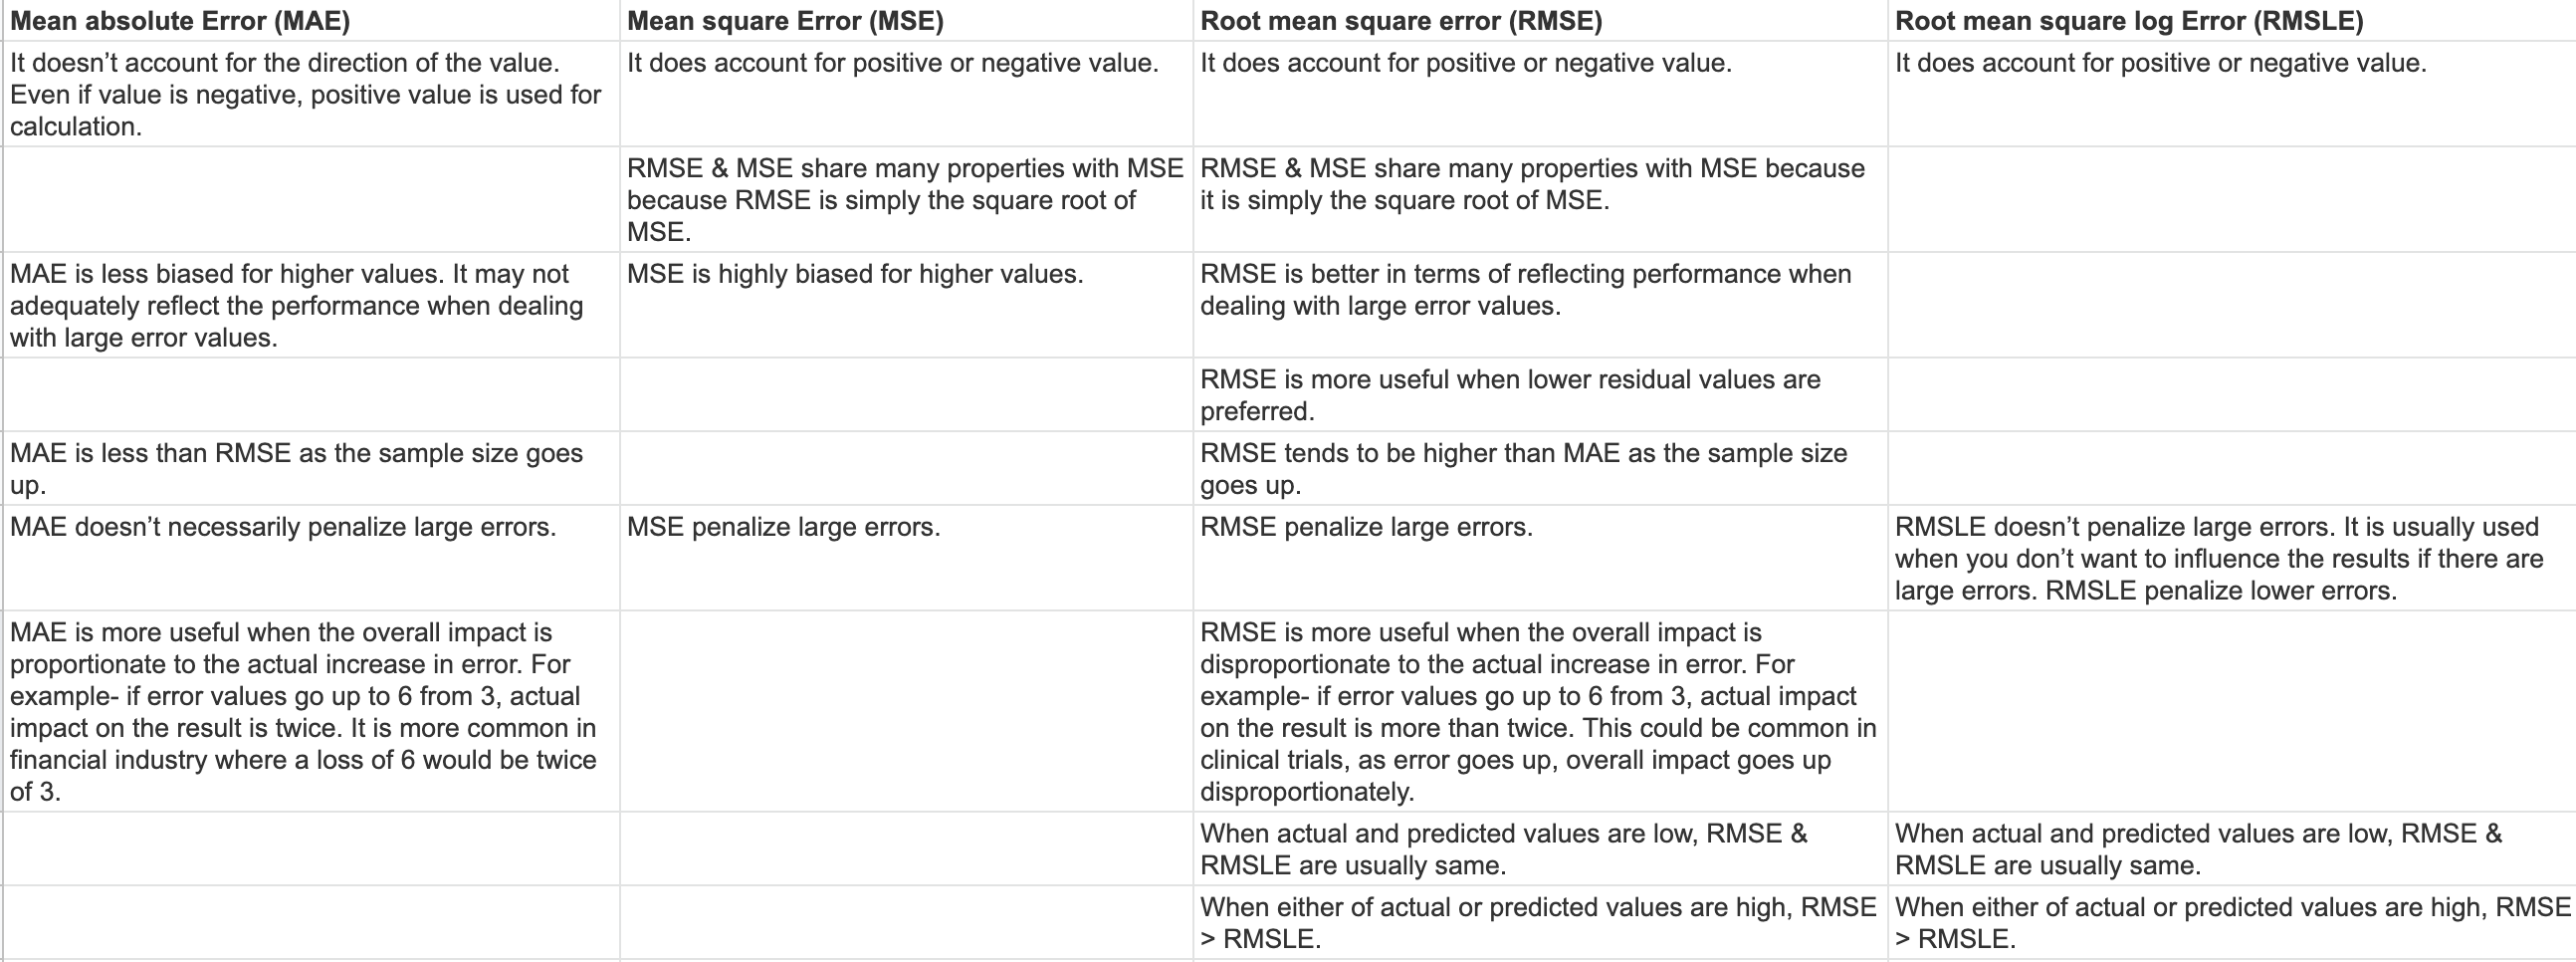 Mean absolute Error (MAE)
Mean square Error (MSE)
Root mean square error (RMSE)
Root mean square log Error (RMSLE)
It doesn’t account for the direction of the value.
Even if value is negative, positive value is used for
calculation.
It does account for positive or negative value.
It does account for positive or negative value.
It does account for positive or negative value.
RMSE & MSE share many properties with MSE
because RMSE is simply the square root of
MSE.
RMSE & MSE share many properties with MSE because
it is simply the square root of MSE.
MAE is less biased for higher values. It may not
adequately reflect the performance when dealing
with large error values.
MSE is highly biased for higher values.
RMSE is better in terms of reflecting performance when
dealing with large error values.
RMSE is more useful when lower residual values are
preferred.
MAE is less than RMSE as the sample size goes
up.
RMSE tends to be higher than MAE as the sample size
goes up.
MAE doesn’t necessarily penalize large errors.
MSE penalize large errors.
RMSE penalize large errors.
RMSLE doesn’t penalize large errors. It is usually used
when you don’t want to influence the results if there are
large errors. RMSLE penalize lower errors.
MAE is more useful when the overall impact is
proportionate to the actual increase in error. For
example- if error values go up to 6 from 3, actual
impact on the result is twice. It is more common in
financial industry where a loss of 6 would be twice
of 3.
RMSE is more useful when the overall impact is
disproportionate to the actual increase in error. For
example- if error values go up to 6 from 3, actual impact
on the result is more than twice. This could be common in
clinical trials, as error goes up, overall impact goes up
disproportionately.
When actual and predicted values are low, RMSE &
RMSLE are usually same.
When actual and predicted values are low, RMSE &
RMSLE are usually same.
When either of actual or predicted values are high, RMSE
> RMSLE.
When either of actual or predicted values are high, RMSE
> RMSLE.